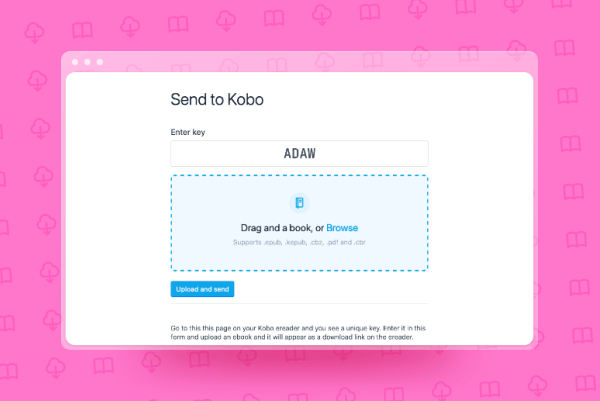 Send to Kobo
Enter key
ADAW
Drag and a book, or Browse
Supports .epub, .kepub, .cbz, .pdf and .cbr
Upload and send
Go to this this page on your Kobo ereader and you see a unique key. Enter it in this
form and upload an ebook and it will appear as a download link on the ereader.